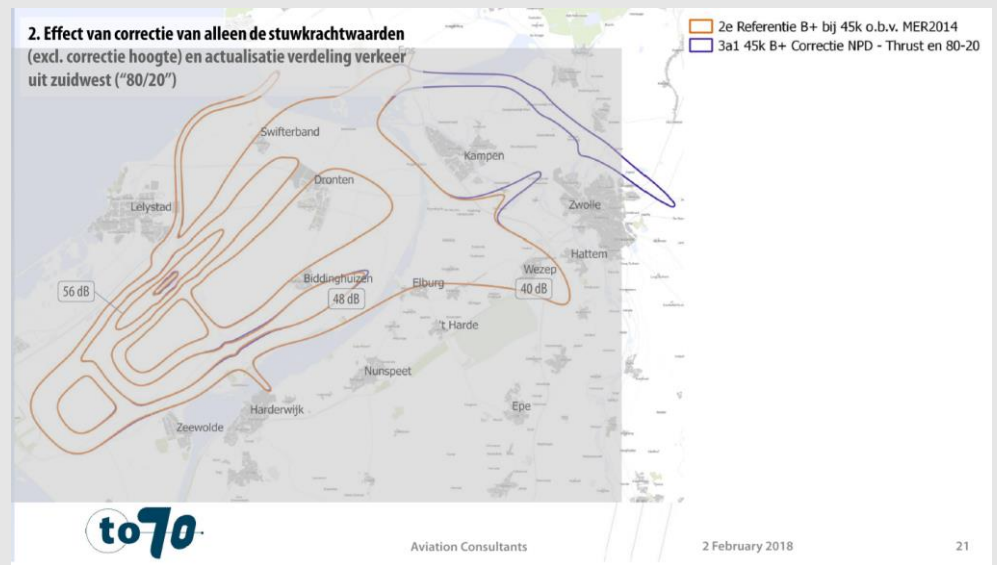 2. Effect van correctie van alleen de stuwkrachtwaarden
(excl. correctie hoogte) en actualisatie verdeling verkeer
uit zuidwest (“80/20”)
2e Referentie B+ bij 45k o.b.v. MER2014
3a1 45k B+ Correctie NPD - Thrust en 80-20
Swifterband
Kampen
Dronten
Lelystad
Zwolle
Hattem
Wezep
Biddinghuizen
Elburg
56 dB
48 dB
40 dB
't Harde
Nunspeet
Harderwijk
Epe
Zeewolde
to70
Aviation Consultants
2 February 2018
21